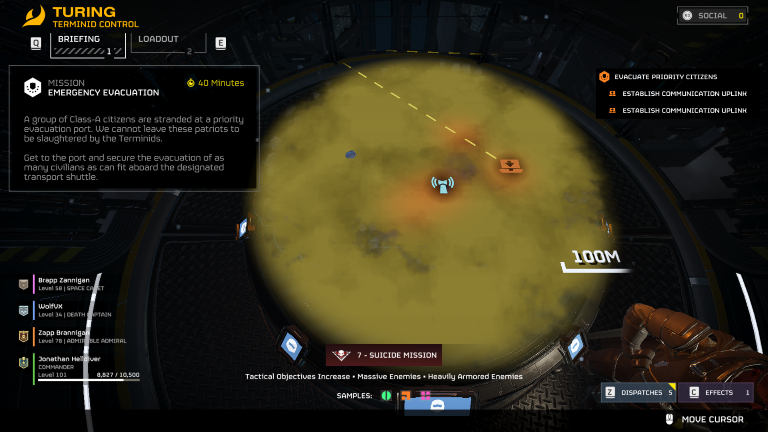 TURING
TERMINID CONTROL
SOCIAL 0
Q
BRIEFING
1
LOADOUT
2
E
MISSION
EMERGENCY EVACUATION
40 Minutes
A group of Class-A citizens are stranded at a priority
evacuation port. We cannot leave these patriots to
be slaughtered by the Terminids.
Get to the port and secure the evacuation of as
many civilians as can fit aboard the designated
transport shuttle.
EVACUATE PRIORITY CITIZENS
ESTABLISH COMMUNICATION UPLINK
ESTABLISH COMMUNICATION UPLINK
100M
Brapp Zannigan
Level 58 | SPACE CADET
WolfVX
Level 34 | DEATH CAPTAIN
Zapp Brannigan
Level 78 | ADMIRABLE ADMIRAL
Jonathan Helldiver
COMMANDER
Level 101 8,827 / 10,500
7 - SUICIDE MISSION
Tactical Objectives Increase • Massive Enemies • Heavily Armored Enemies
SAMPLES:
Z DISPATCHES 5
C EFFECTS 1
MOVE CURSOR